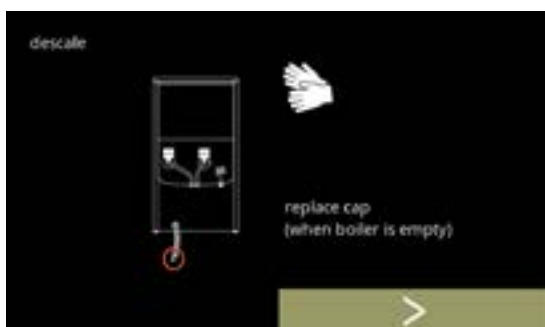 descale
replace cap
(when boiler is empty)